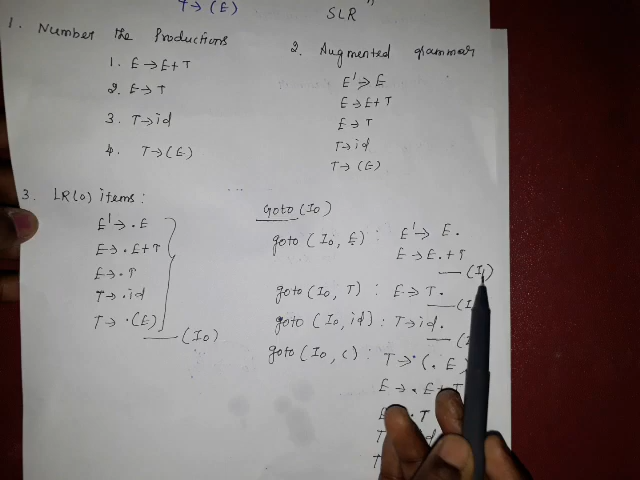 T→(E)
SLR
1. Number the Productions
1. E→E+T
2. E→T
3. T→id
4. T→(E)
2. Augmented grammar
E'→E
E→E+T
E→T
T→id
T→(E)
3. LR(0) items:
E'→.E
E→.E+T
E→.T
T→.id
T→.(E)
(I0)
Goto (I0)
goto (I0, E) : E'→ E.
E→E.+T
(I1)
goto (I0, T) : E→T.
(I
goto (I0, id) : T→id.
(I
goto (I0, () : T→(.E)
E→.E+T
.T
T
T